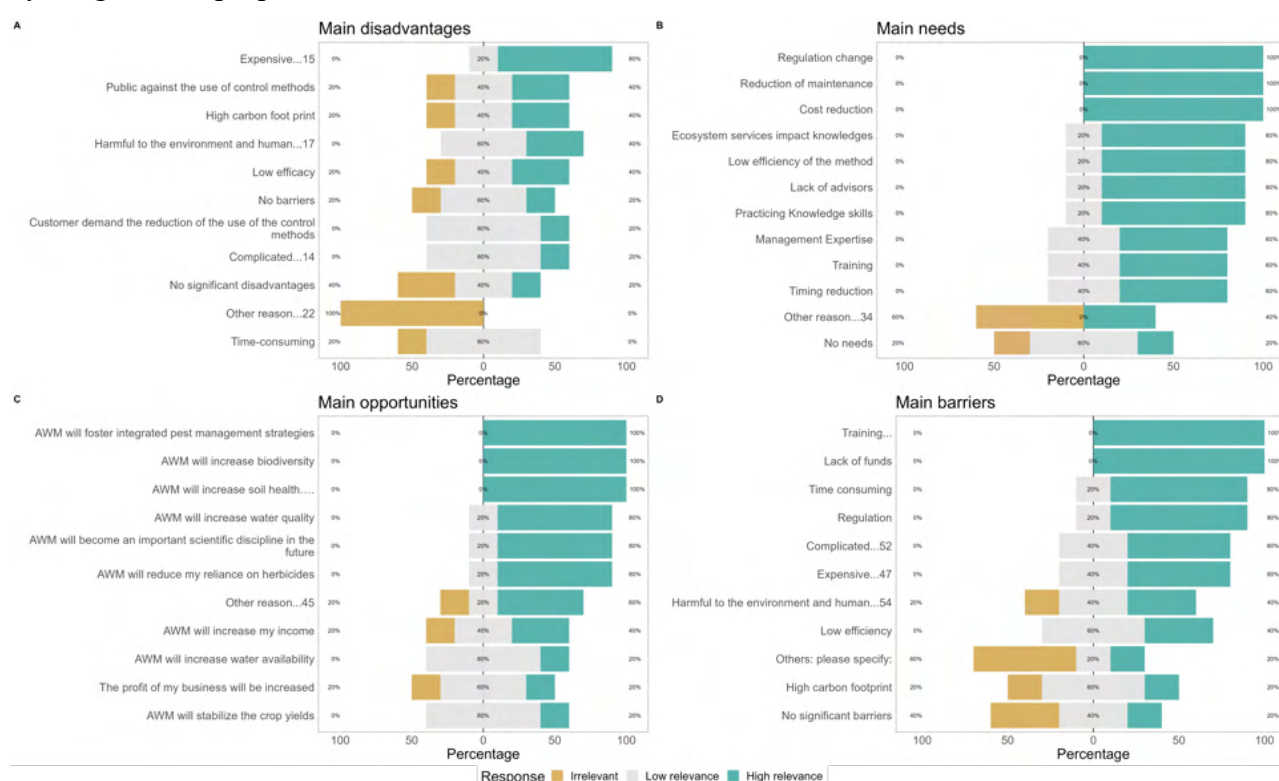 A
Main disadvantages
Expensive...15 0% 20% 80%
Public against the use of control methods 20% 40% 40%
High carbon foot print 20% 40% 40%
Harmful to the environment and human...17 0% 60% 40%
Low efficacy 20% 40% 40%
No barriers 20% 60% 20%
Customer demand the reduction of the use of the control
methods 0% 80% 20%
Complicated...14 0% 80% 20%
No significant disadvantages 40% 40% 20%
Other reason...22 100% 0% 0%
Time-consuming 20% 80% 0%
100 50 0 50 100
Percentage
B
Main needs
Regulation change 0% 0% 100%
Reduction of maintenance 0% 0% 100%
Cost reduction 0% 0% 100%
Ecosystem services impact knowledges 0% 20% 80%
Low efficiency of the method 0% 20% 80%
Lack of advisors 0% 20% 80%
Practicing Knowledge skills 0% 20% 80%
Management Expertise 0% 40% 60%
Training 0% 40% 60%
Timing reduction 0% 40% 60%
Other reason...34 60% 0% 40%
No needs 20% 60% 20%
100 50 0 50 100
Percentage
C
Main opportunities
AWM will foster integrated pest management strategies 0% 0% 100%
AWM will increase biodiversity 0% 0% 100%
AWM will increase soil health.... 0% 0% 100%
AWM will increase water quality 0% 20% 80%
AWM will become an important scientific discipline in the
future 0% 20% 80%
AWM will reduce my reliance on herbicides 0% 20% 80%
Other reason...45 20% 20% 60%
AWM will increase my income 20% 40% 40%
AWM will increase water availability 0% 80% 20%
The profit of my business will be increased 20% 60% 20%
AWM will stabilize the crop yields 0% 80% 20%
100 50 0 50 100
Percentage
D
Main barriers
Training... 0% 0% 100%
Lack of funds 0% 0% 100%
Time consuming 0% 20% 80%
Regulation 0% 20% 80%
Complicated...52 0% 40% 60%
Expensive...47 0% 40% 60%
Harmful to the environment and human...54 20% 40% 40%
Low efficiency 0% 60% 40%
Others: please specify: 60% 20% 20%
High carbon footprint 20% 60% 20%
No significant barriers 40% 40% 20%
100 50 0 50 100
Percentage
Response Irrelevant Low relevance High relevance